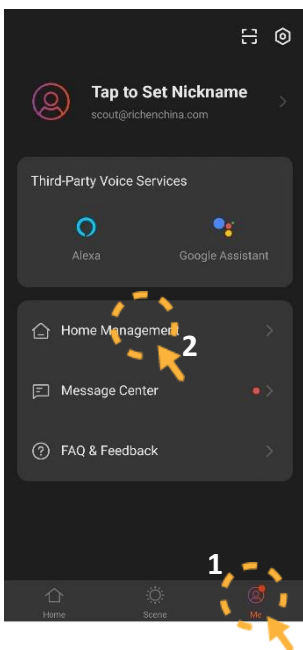 Tap to Set Nickname
scout@richenchina.com
Third-Party Voice Services
Alexa Google Assistant
Home Management
2
Message Center
FAQ & Feedback
1
Home Scene Me